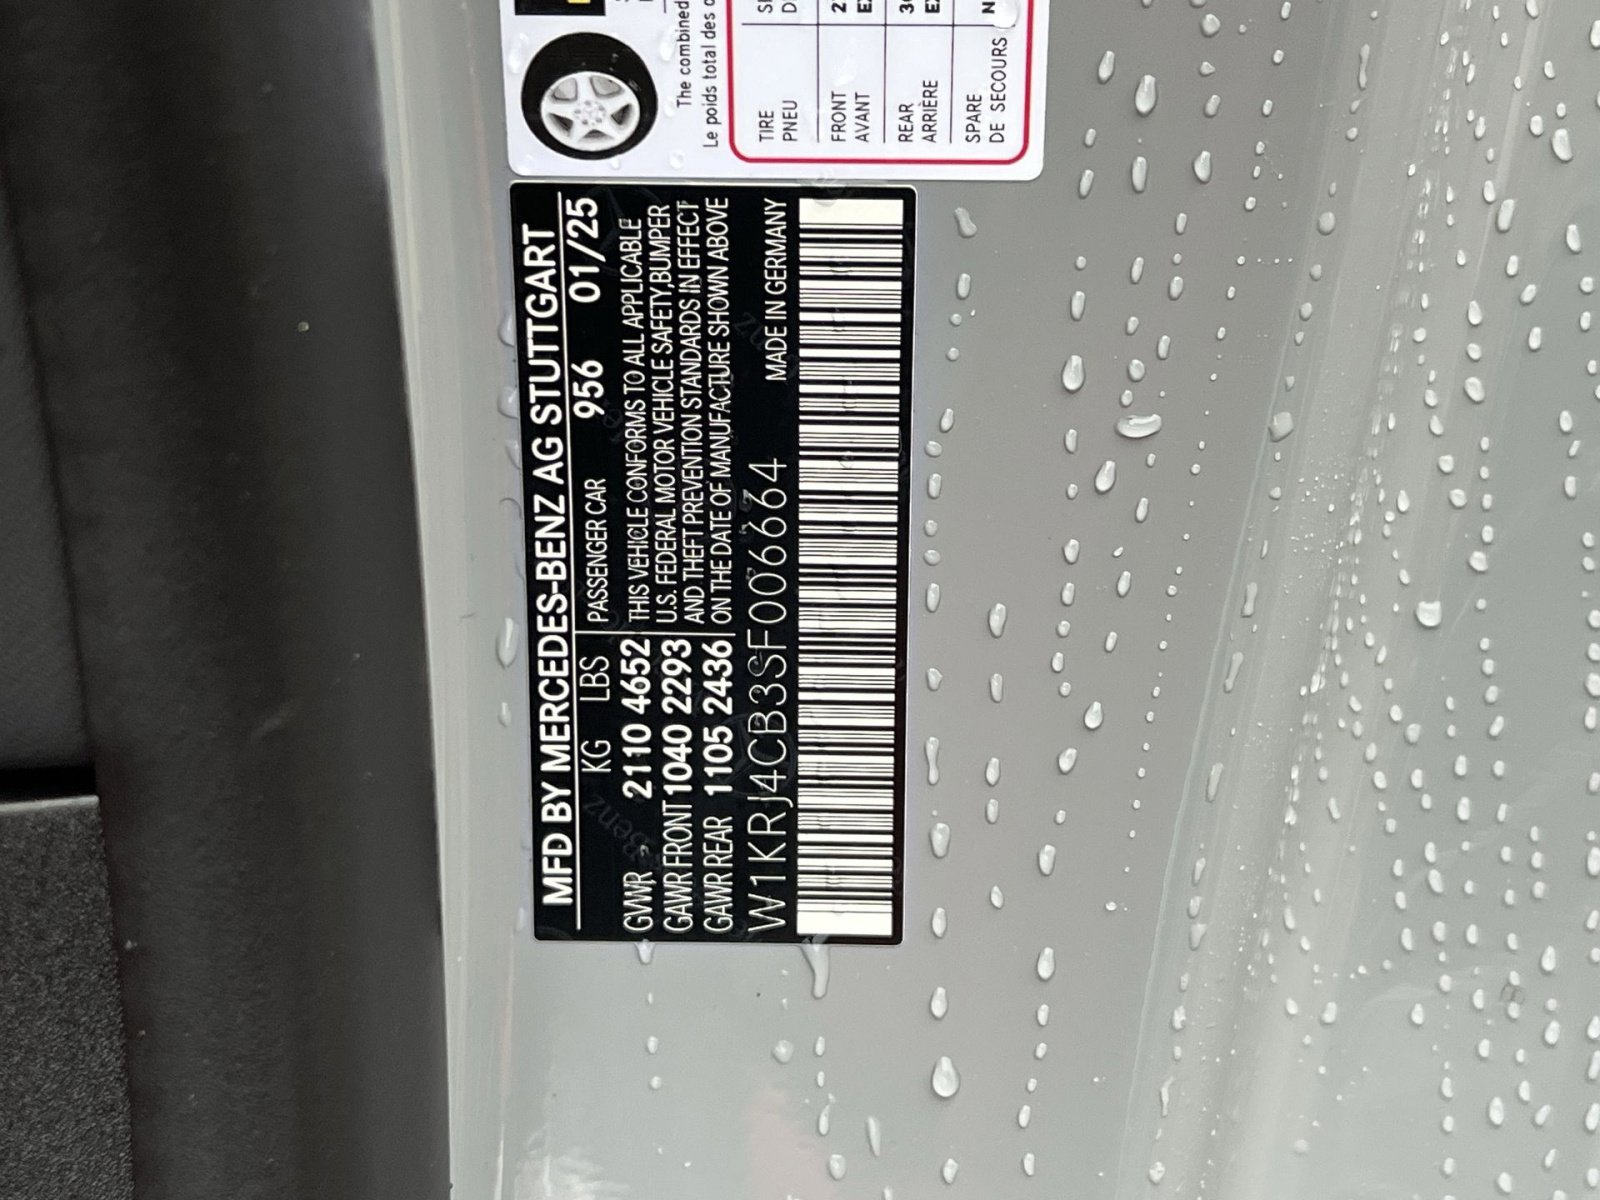 The combined
Le poids total des
TIRE
PNEU
FRONT
AVANT
REAR
ARRIÈRE
SPARE
DE SECOURS
MFD BY MERCEDES-BENZ AG STUTTGART
KG LBS PASSENGER CAR 956 01/25
GVWR 2110 4652 THIS VEHICLE CONFORMS TO ALL APPLICABLE
GAWR FRONT 1040 2293 U.S. FEDERAL MOTOR VEHICLE SAFETY,BUMPER
GAWR REAR 1105 2436 AND THEFT PREVENTION STANDARDS IN EFFECT
ON THE DATE OF MANUFACTURE SHOWN ABOVE
W1KRJ4CB3SF006664 MADE IN GERMANY